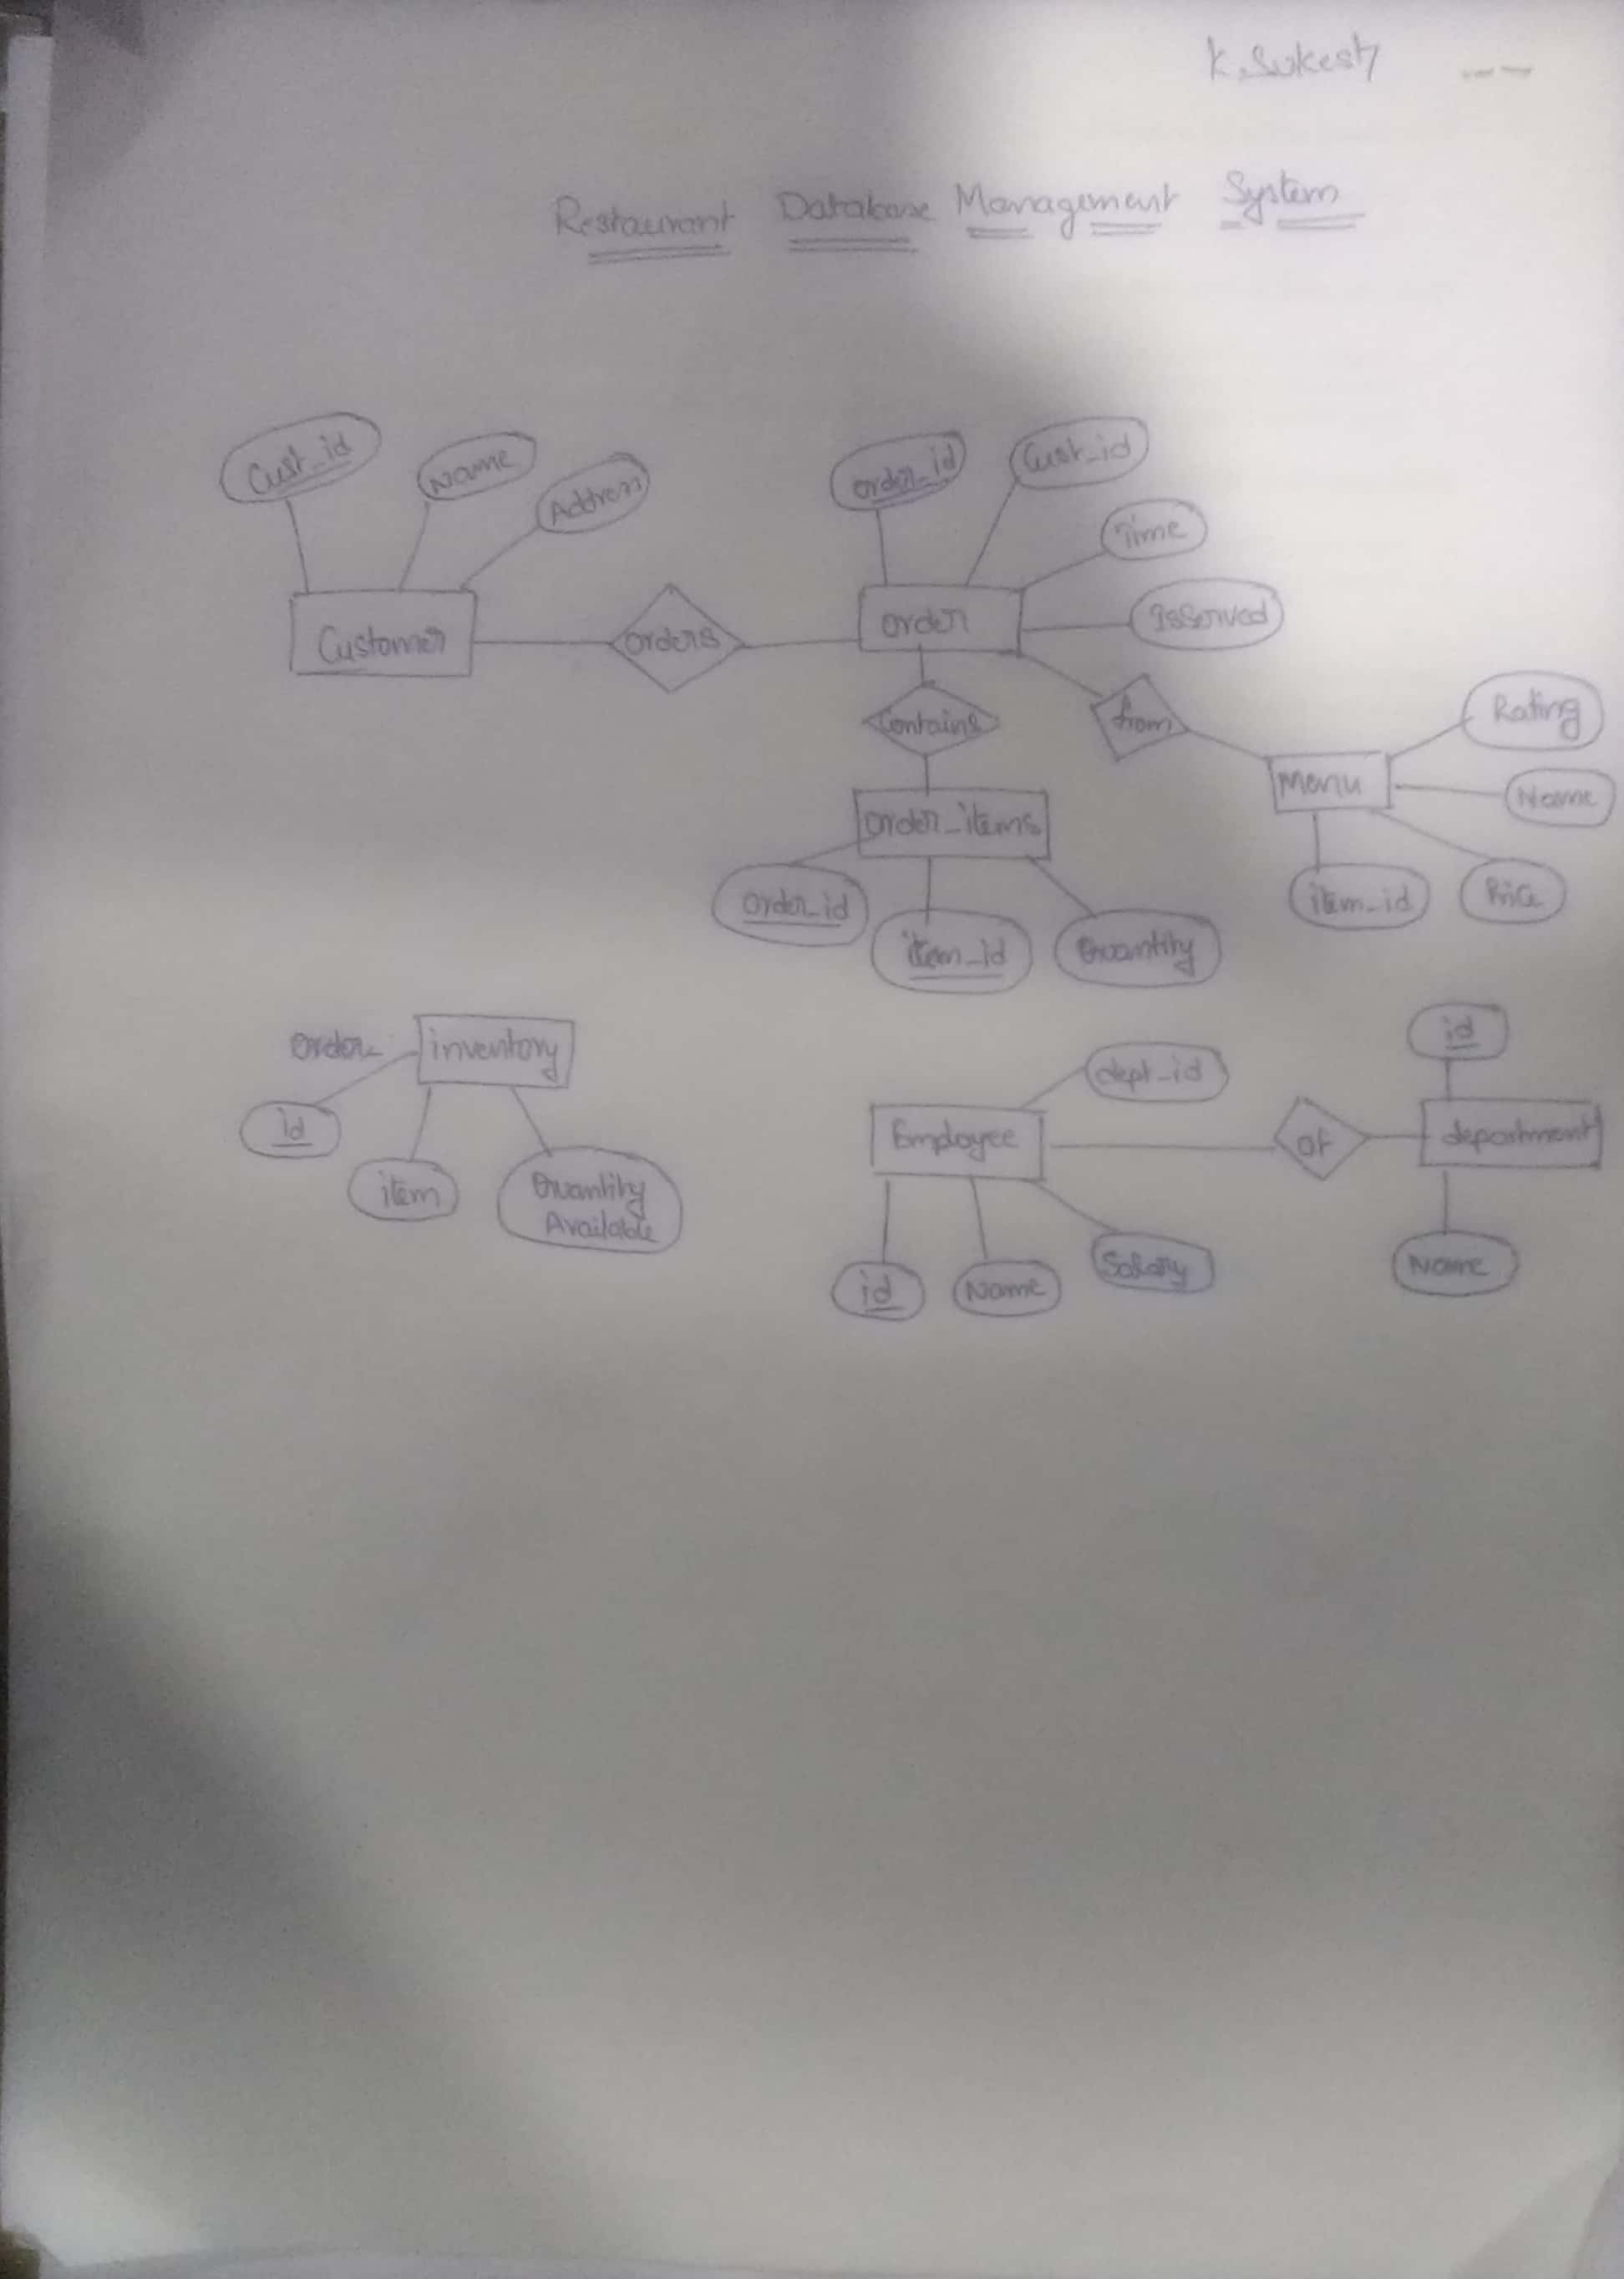 K. Sukesh
Restaurant Database Management System
Cust_id
Name
Address
Customer
Orders
order_id
Cust_id
Time
IsServed
order
Contains
from
order_items
order_id
item_id
Quantity
Menu
Rating
Name
item_id
Price
Order
inventory
Id
item
Quantity
Available
Employee
dept_id
id
Name
Salary
of
department
id
Name